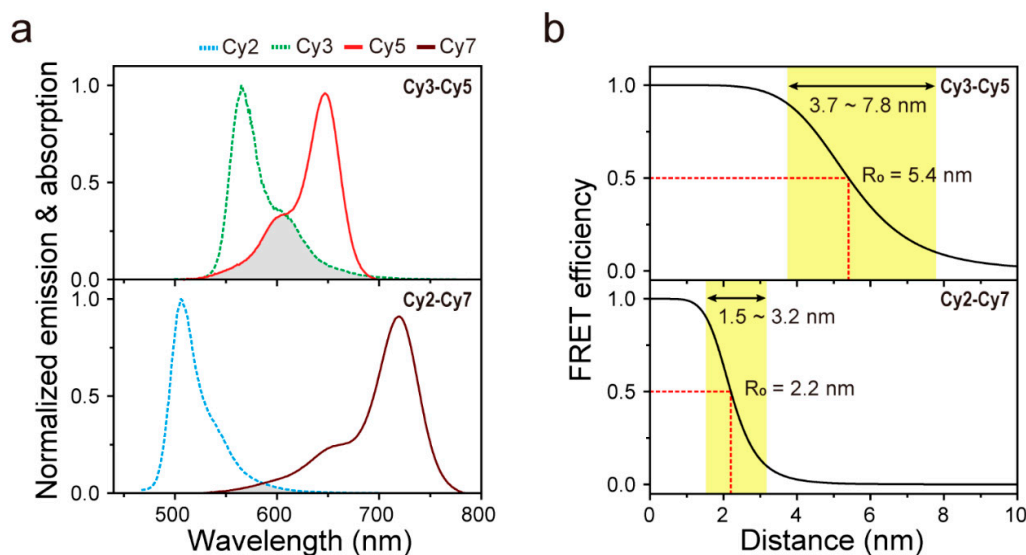 a
Cy2 Cy3 Cy5 Cy7
Normalized emission & absorption
1.0
0.5
0.0
Cy3-Cy5
1.0
0.5
0.0
Cy2-Cy7
500 600 700 800
Wavelength (nm)
b
FRET efficiency
1.0
0.5
0.0
Cy3-Cy5
3.7 ~ 7.8 nm
R₀ = 5.4 nm
1.0
0.5
0.0
Cy2-Cy7
1.5 ~ 3.2 nm
R₀ = 2.2 nm
0 2 4 6 8 10
Distance (nm)